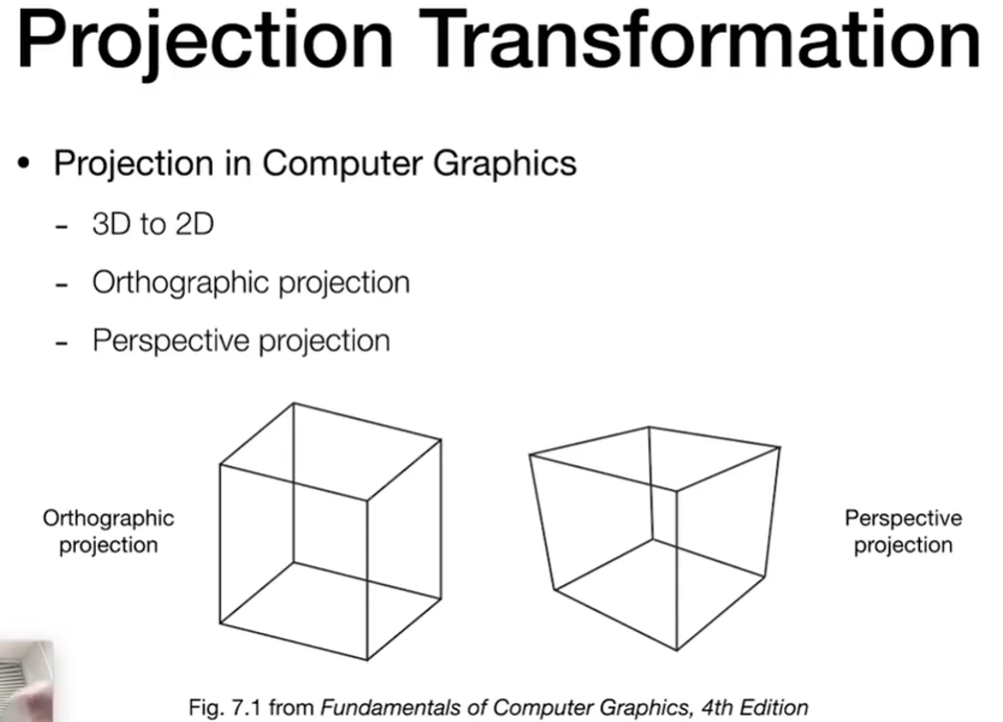 Projection Transformation
• Projection in Computer Graphics
- 3D to 2D
- Orthographic projection
- Perspective projection
Orthographic
projection
Perspective
projection
Fig. 7.1 from Fundamentals of Computer Graphics, 4th Edition